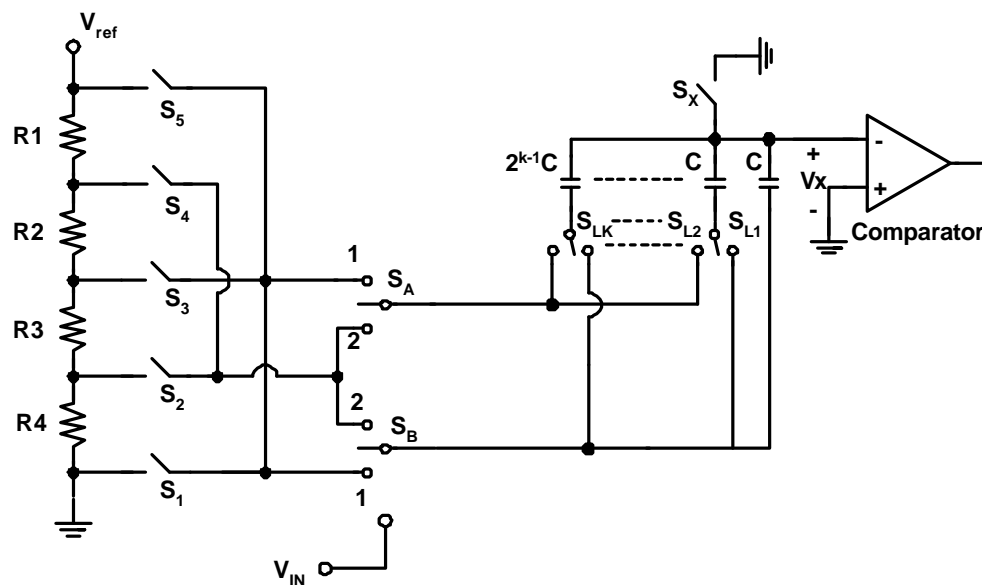 V_ref
S_5
R1
S_X
2^{k-1}C
C
C
+
Vx
-
-
+
S_4
R2
S_LK
S_L2
S_L1
Comparator
1
S_A
S_3
R3
2
S_2
2
R4
S_B
S_1
1
V_IN